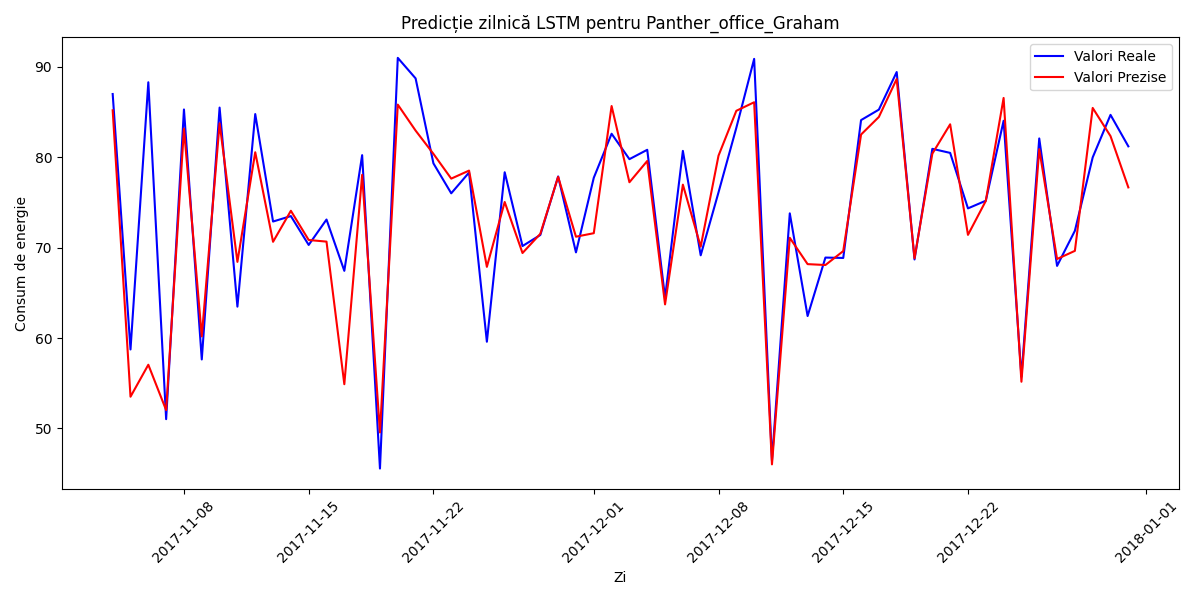 Predicție zilnică LSTM pentru Panther_office_Graham
Valori Reale
Valori Prezise
Consum de energie
90
80
70
60
50
2017-11-08
2017-11-15
2017-11-22
2017-12-01
2017-12-08
2017-12-15
2017-12-22
2018-01-01
Zi